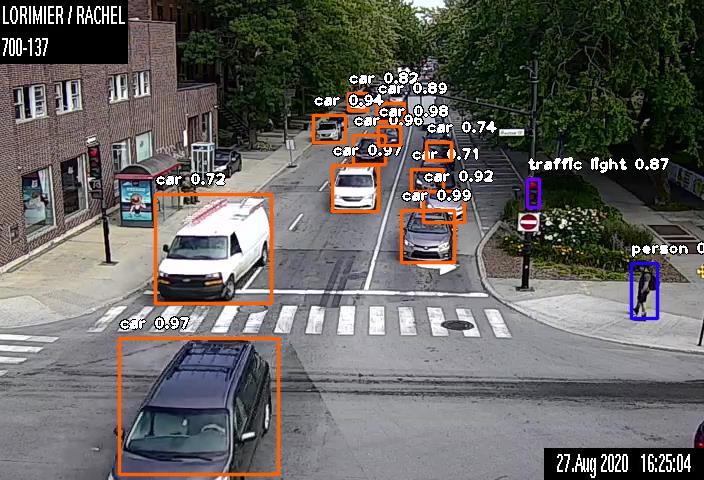 LORIMIER / RACHEL
700-137
car 0.82
car 0.89
car 0.94
car 0.98
car 0.96
car 0.74
car 0.97
car 0.71
traffic light 0.87
car 0.72
car 0.92
car 0.99
person 0
car 0.97
27.Aug 2020 16:25:04